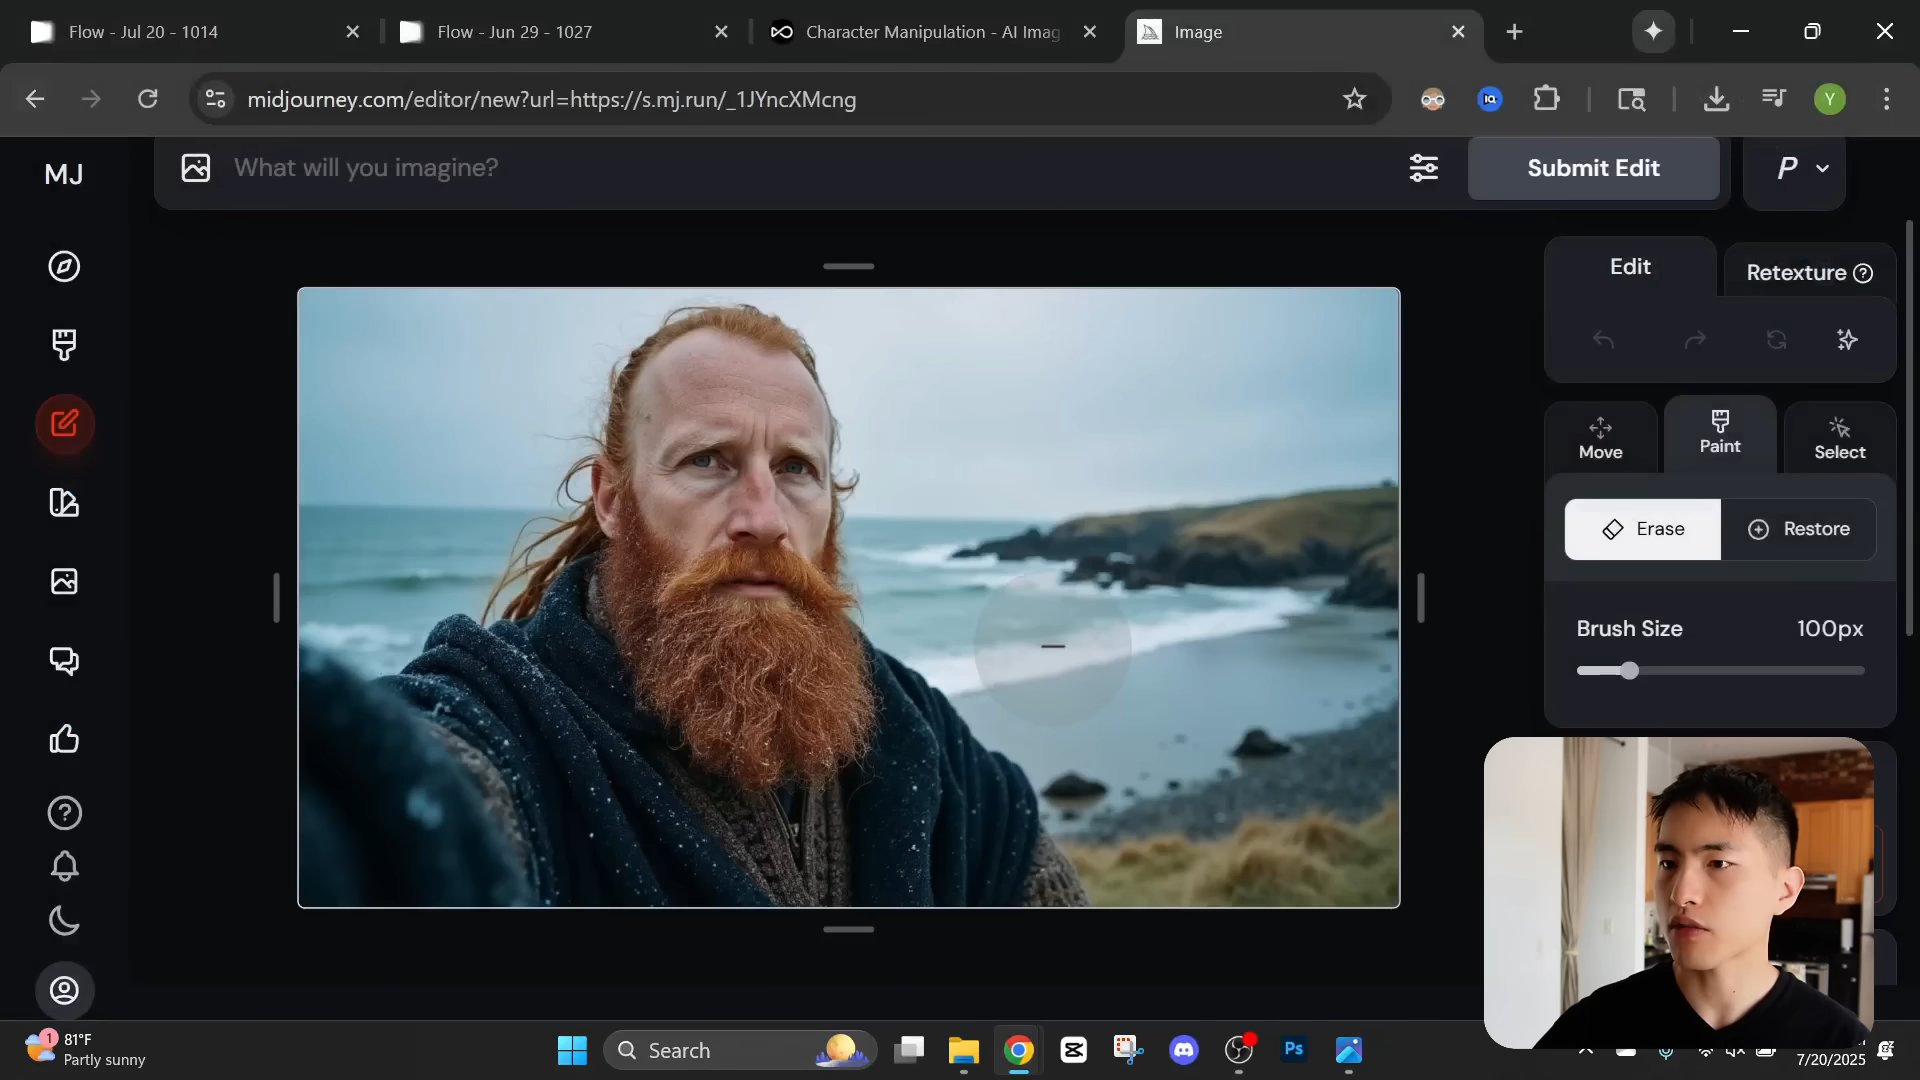 Flow - Jul 20 - 1014
Flow - Jun 29 - 1027
Character Manipulation - AI Imag
Image
midjourney.com/editor/new?url=https://s.mj.run/_1JYncXMcng
Y
MJ
What will you imagine?
Submit Edit
P
Edit
Retexture
Move
Paint
Select
Erase
Restore
Brush Size
100px
1
81°F
Partly sunny
Search
Ps
7/20/2025